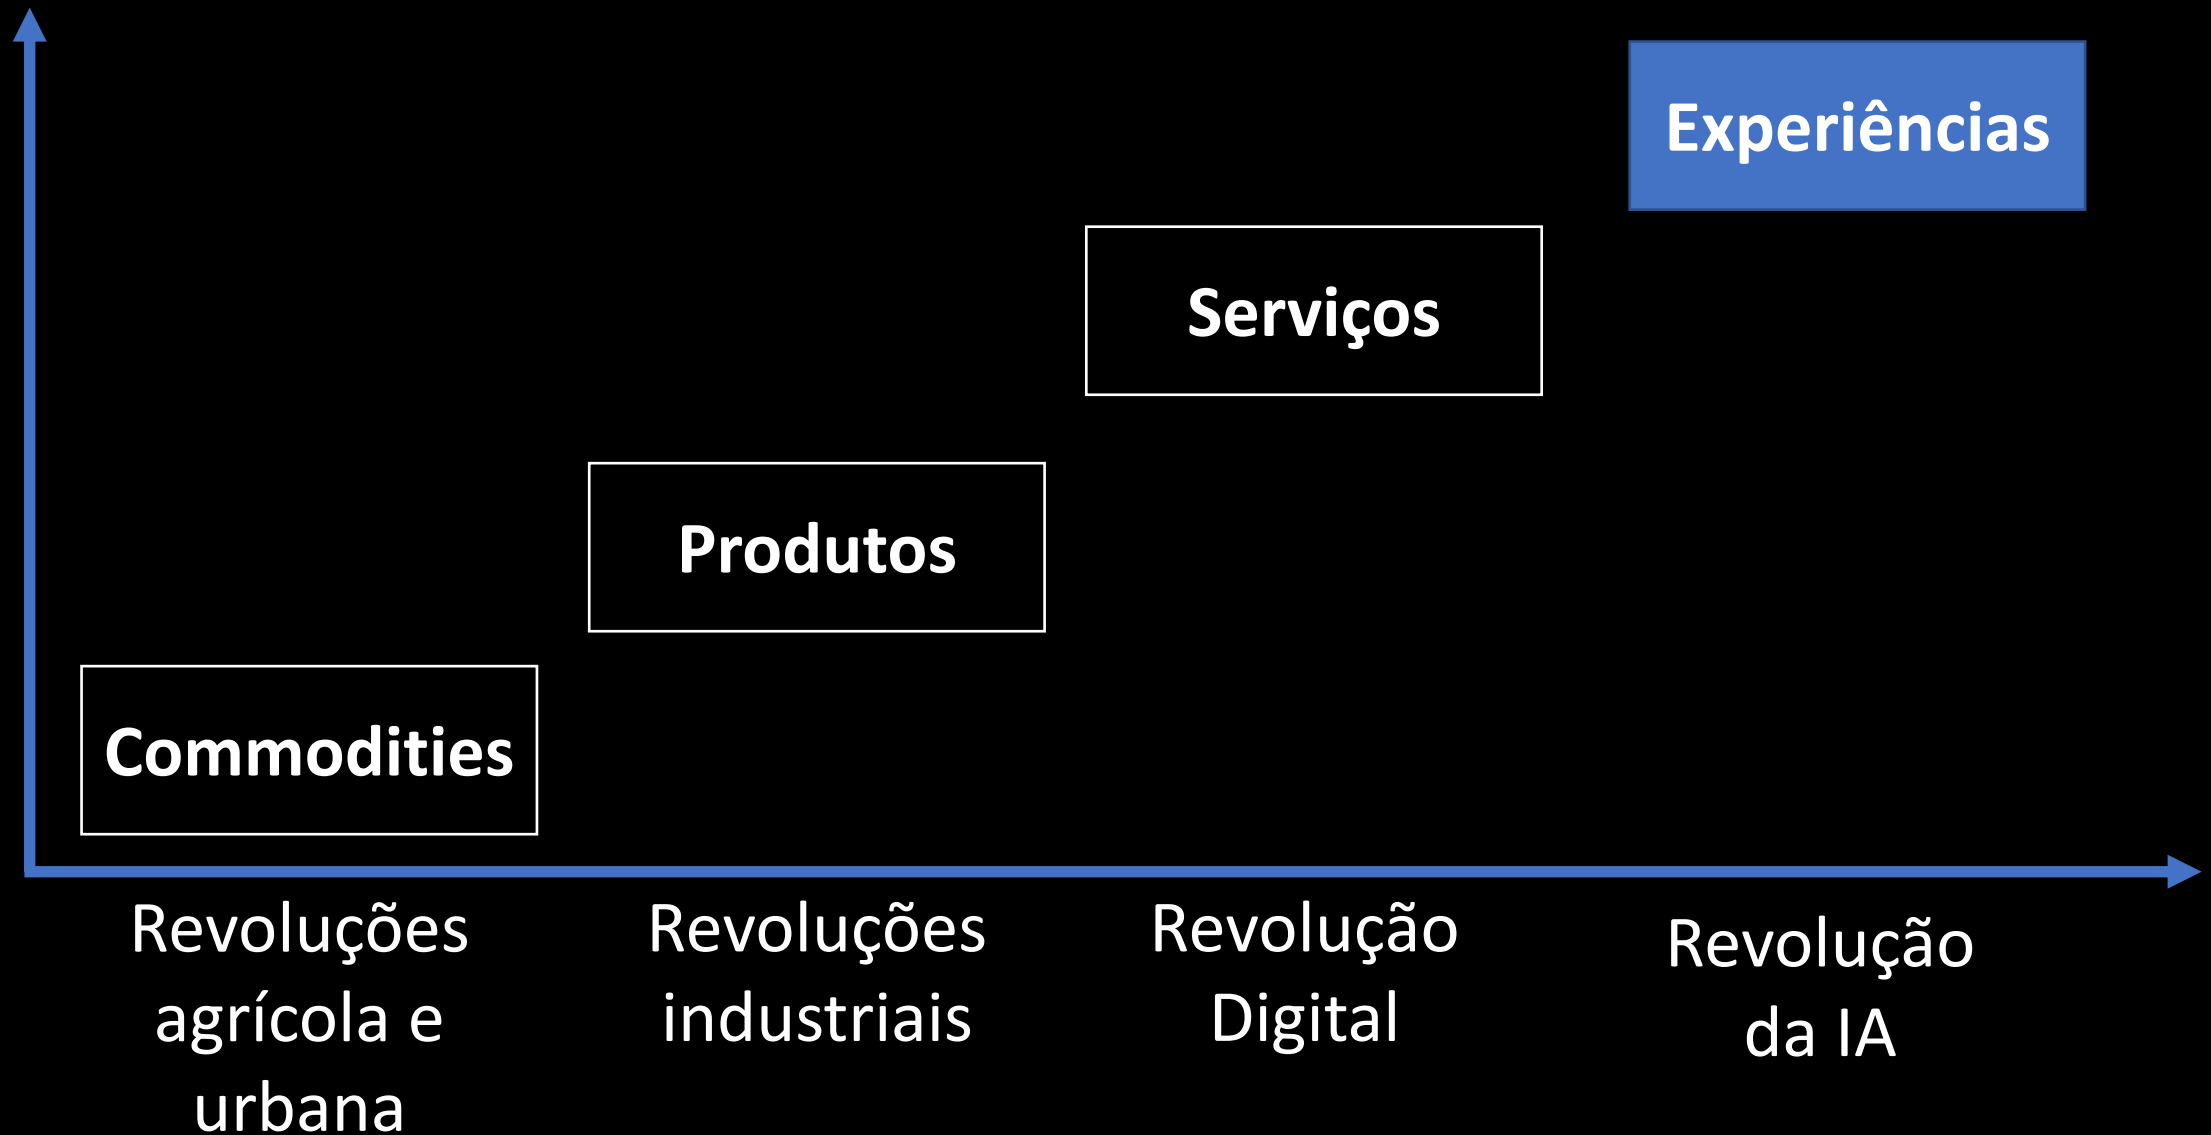 Experiências
Serviços
Produtos
Commodities
Revoluções
agrícola e
urbana
Revoluções
industriais
Revolução
Digital
Revolução
da IA